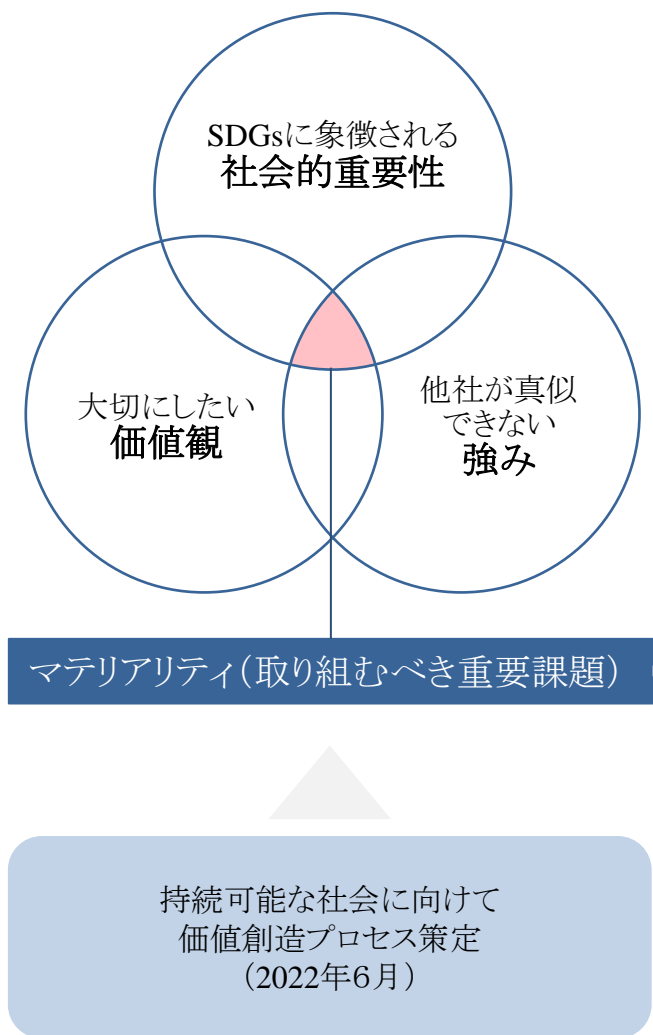 SDGsに象徴される
社会的重要性
大切にしたい
価値観
他社が真似
できない
強み
マテリアリティ(取り組むべき重要課題)
持続可能な社会に向けて
価値創造プロセス策定
(2022年6月)